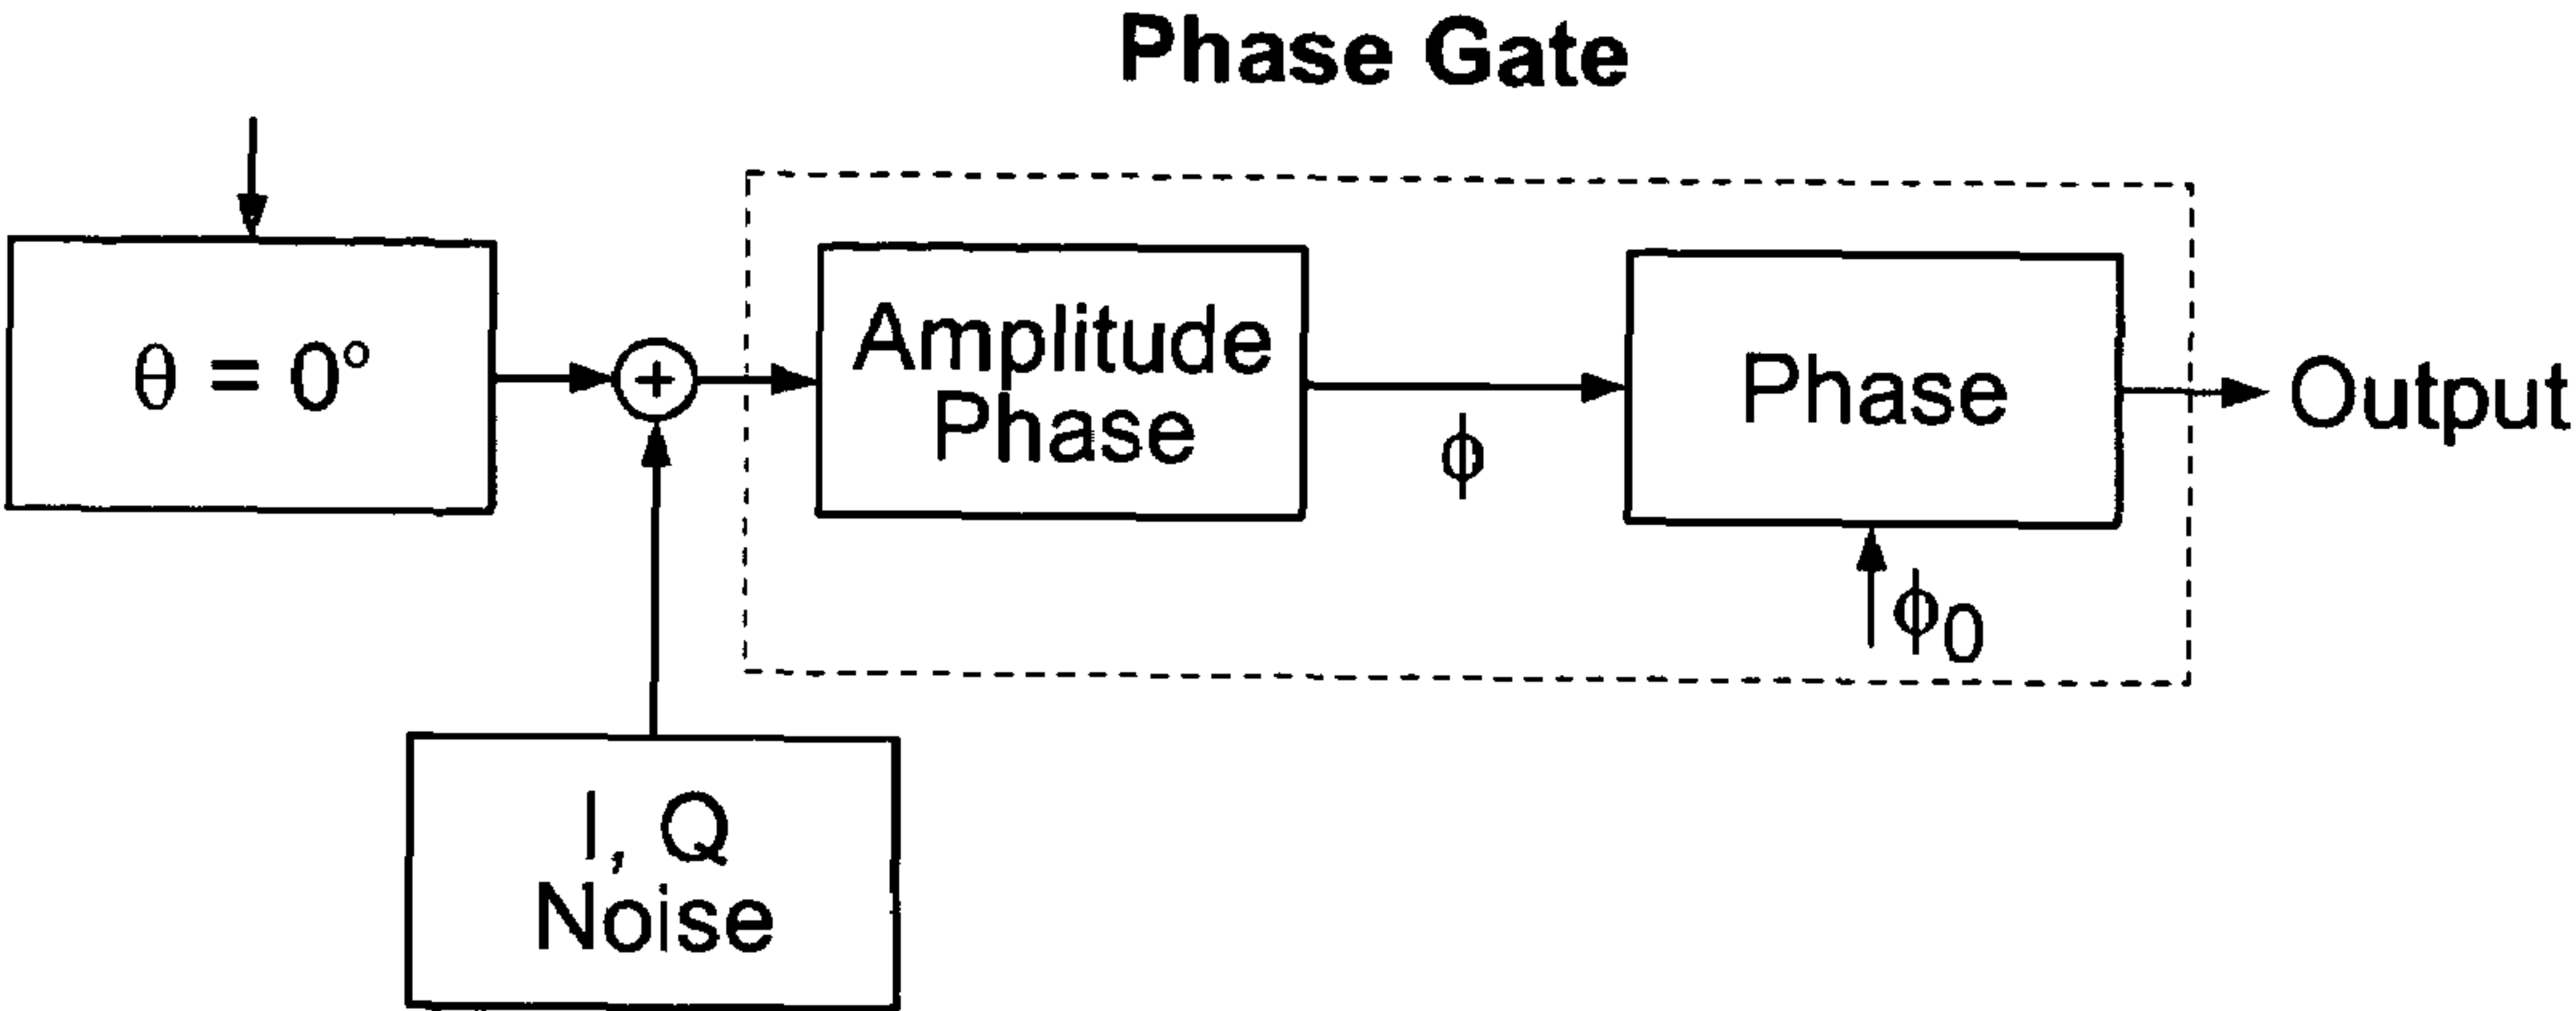 Phase Gate
θ = 0°
+
Amplitude
Phase
ϕ
Phase
ϕ0
Output
I, Q
Noise